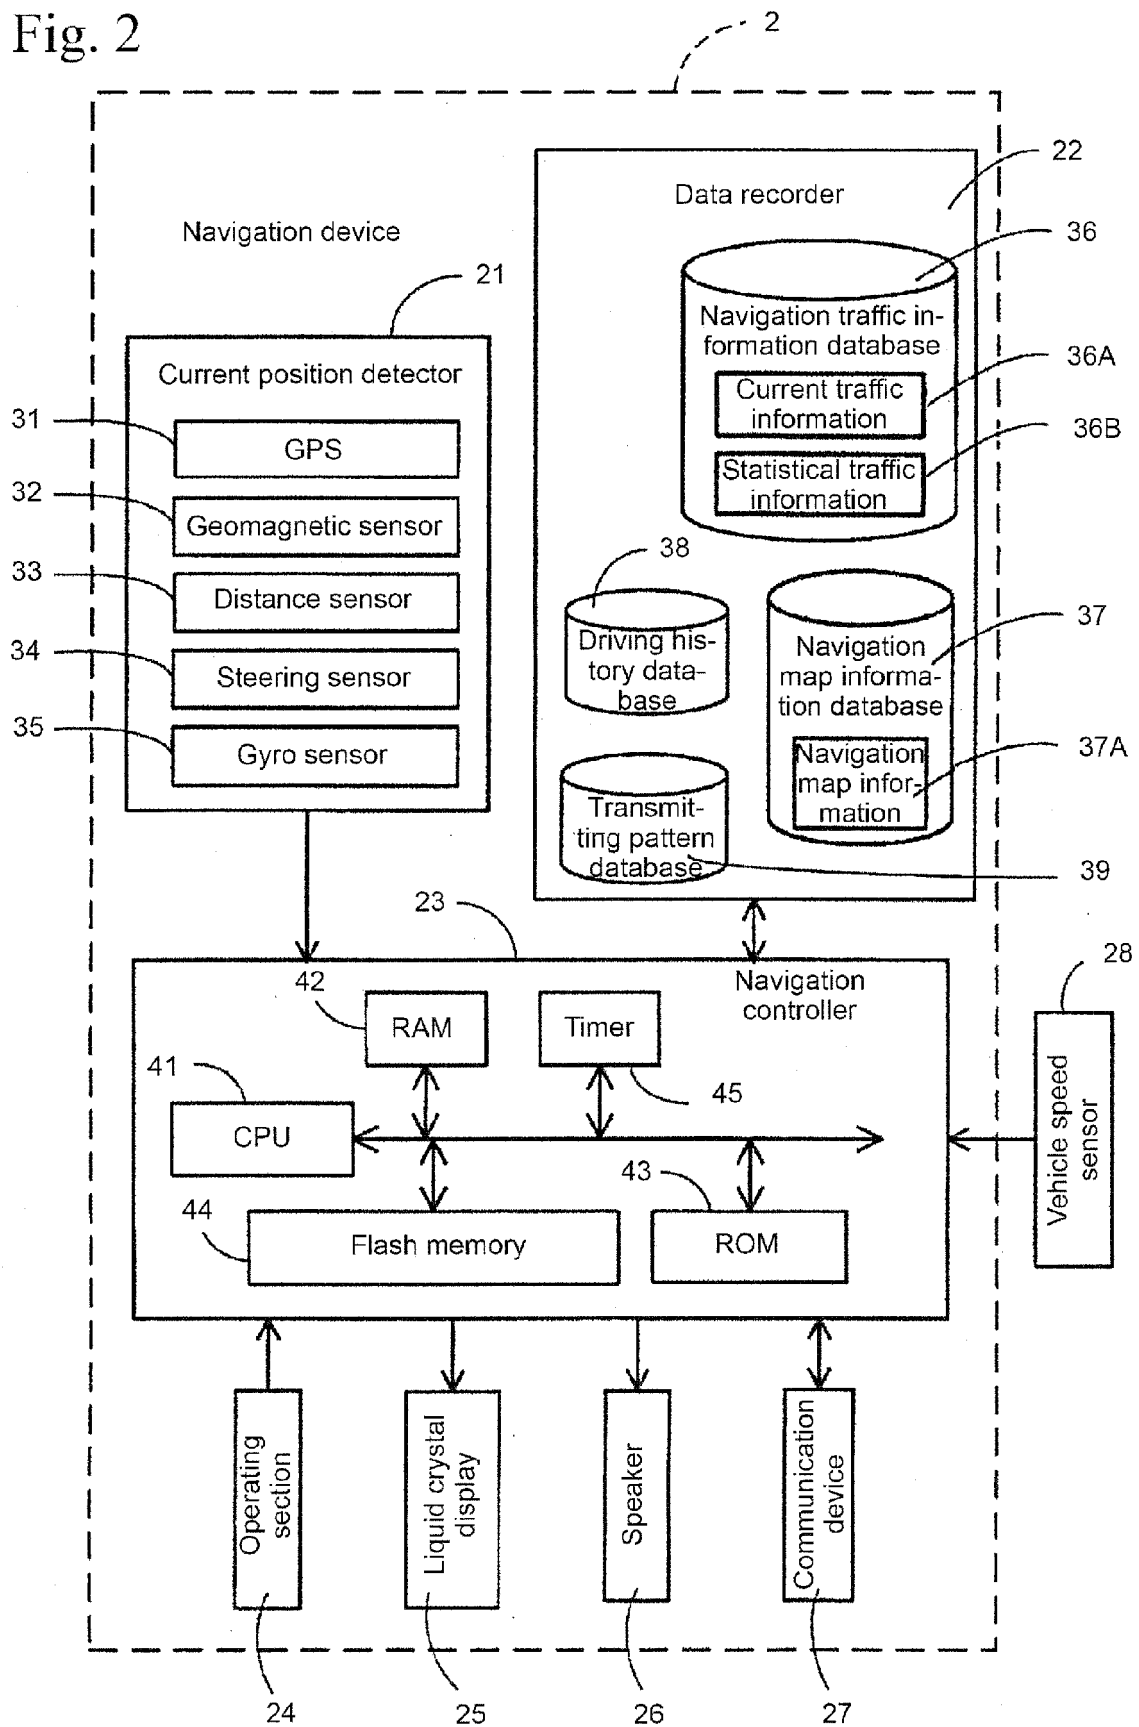 Fig. 2
2
22
Data recorder
Navigation device
36
21
Navigation traffic in-
formation database
36A
Current position detector
Current traffic
information
31
36B
GPS
Statistical traffic
information
32
Geomagnetic sensor
38
33
Distance sensor
37
Driving his-
tory data-
base
Navigation
map informa-
tion database
34
Steering sensor
35
Gyro sensor
37A
Navigation
map infor-
mation
Transmit-
ting pattern
database
39
23
28
42
Navigation
controller
RAM
Timer
41
45
CPU
Vehicle speed
sensor
43
44
Flash memory
ROM
Operating
section
Liquid crystal
display
Speaker
Communication
device
24
25
26
27